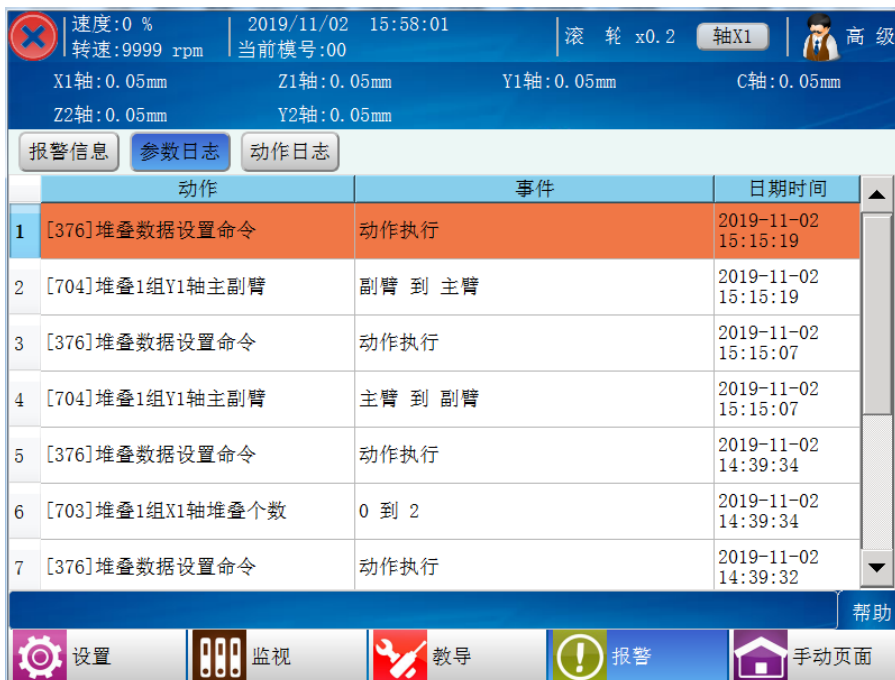 速度:0 % 2019/11/02 15:58:01 滚 轮 x0.2 轴X1 高 级
转速:9999 rpm 当前模号:00
X1轴:0.05mm Z1轴:0.05mm Y1轴:0.05mm C轴:0.05mm
Z2轴:0.05mm Y2轴:0.05mm
报警信息 参数日志 动作日志
动作 事件 日期时间
1 [376]堆叠数据设置命令 动作执行 2019-11-02
15:15:19
2 [704]堆叠1组Y1轴主副臂 副臂 到 主臂 2019-11-02
15:15:19
3 [376]堆叠数据设置命令 动作执行 2019-11-02
15:15:07
4 [704]堆叠1组Y1轴主副臂 主臂 到 副臂 2019-11-02
15:15:07
5 [376]堆叠数据设置命令 动作执行 2019-11-02
14:39:34
6 [703]堆叠1组X1轴堆叠个数 0 到 2 2019-11-02
14:39:34
7 [376]堆叠数据设置命令 动作执行 2019-11-02
14:39:32
帮助
设置 监视 教导 报警 手动页面